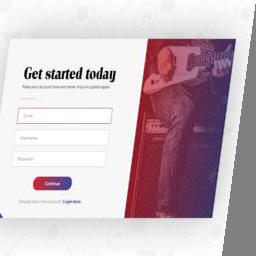 Get started today
Make your account now and never miss an update again.
Email
Username
Password
Continue
Already have an account? Login here